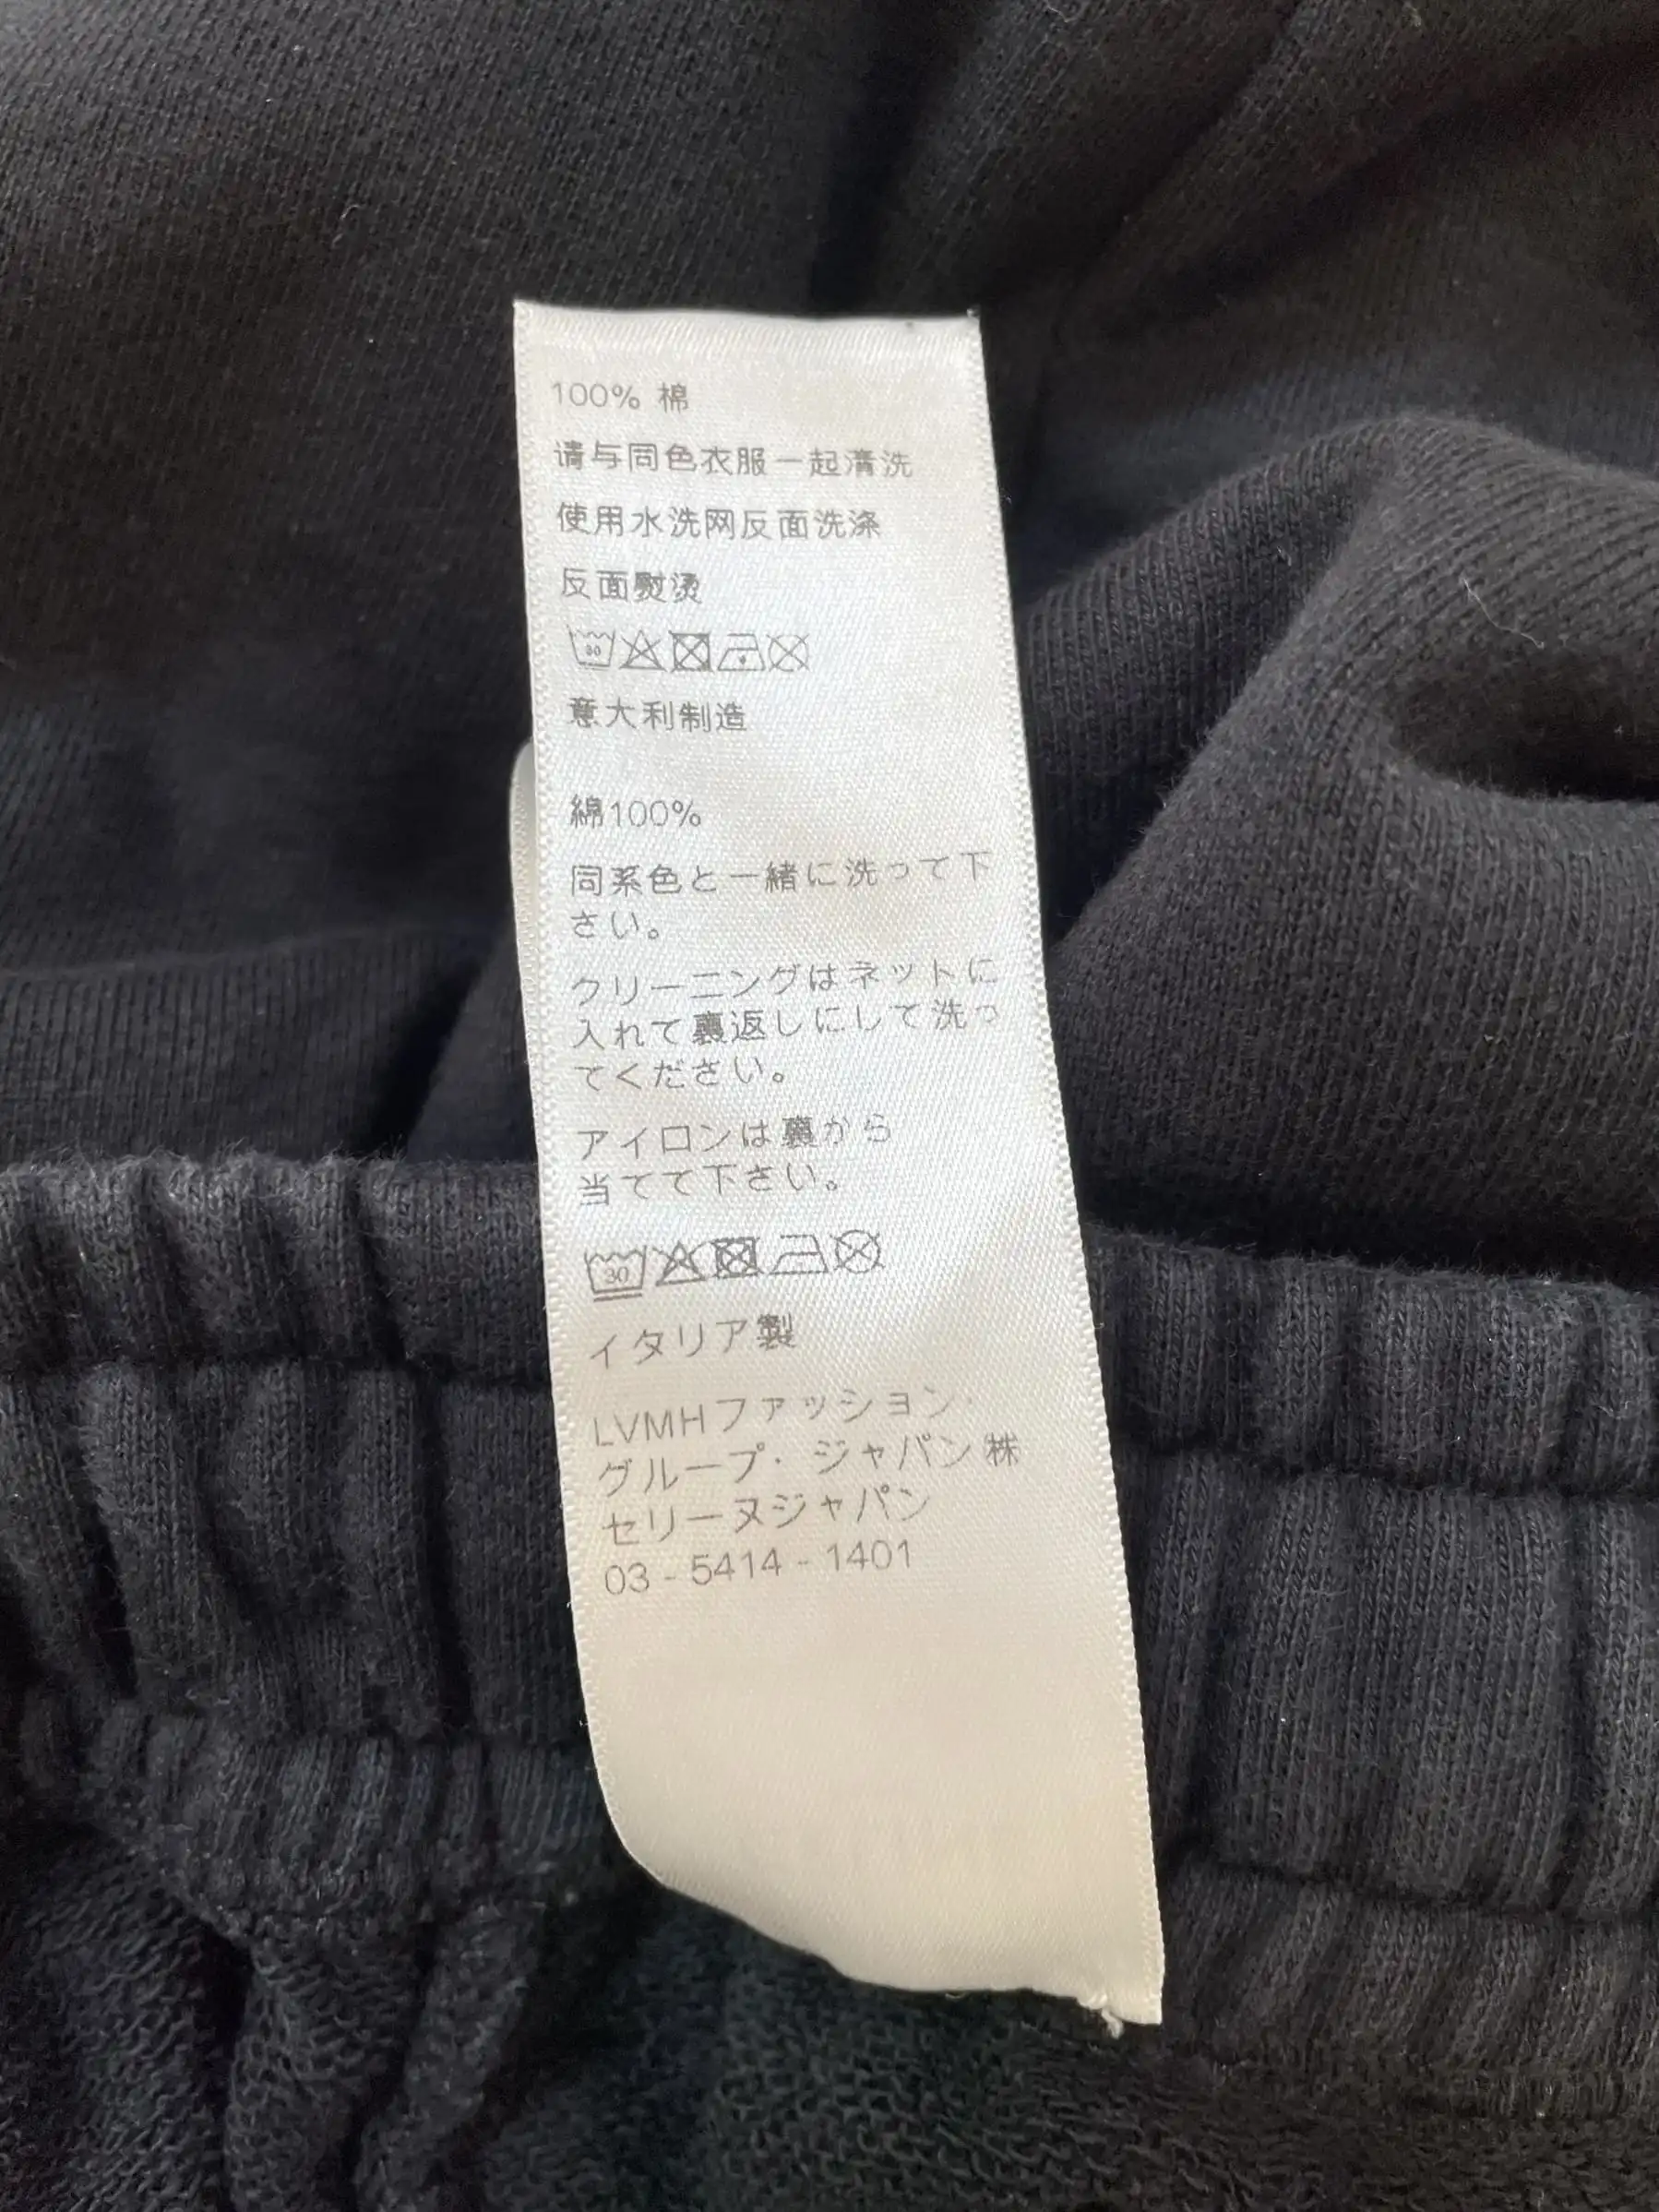 100% 棉
请与同色衣服一起清洗
使用水洗网反面洗涤
反面熨烫
30
意大利制造
綿100%
同系色と一緒に洗って下
さい。
クリーニングはネットに
入れて裏返しにして洗っ
てください。
アイロンは裏から
当てて下さい。
30
イタリア製
LVMHファッション·
グループ·ジャパン株
セリーヌジャパン
03-5414-1401